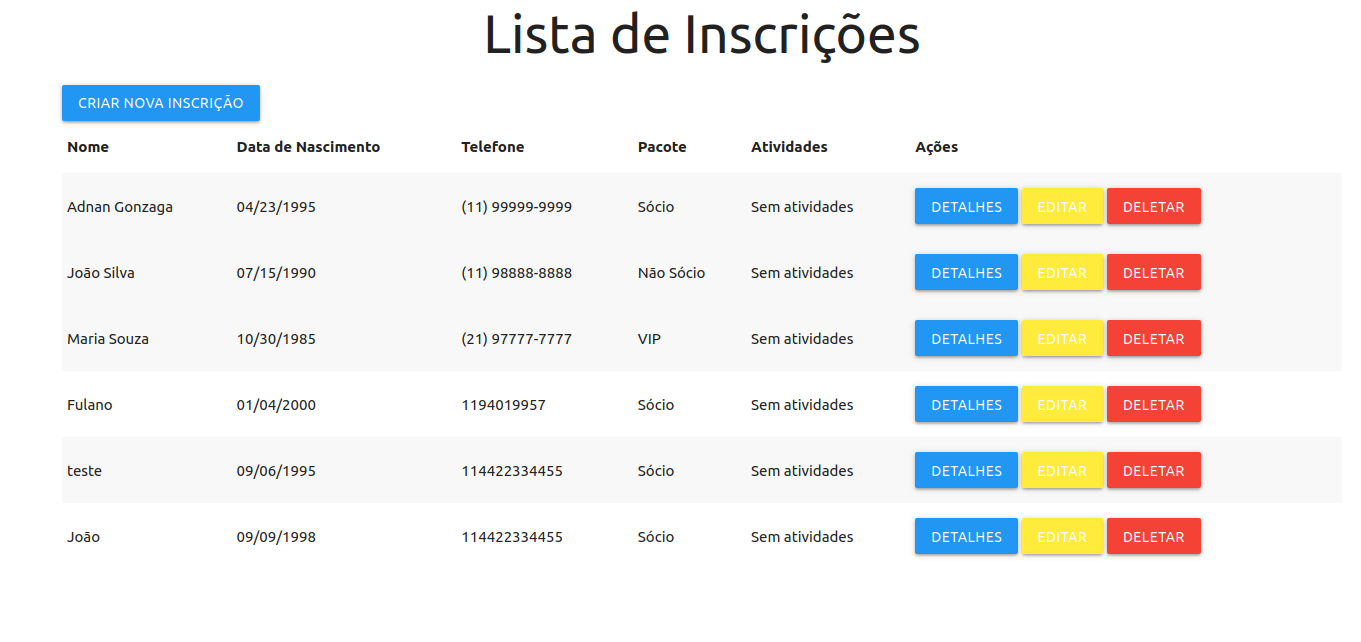 Lista de Inscrições
CRIAR NOVA INSCRIÇÃO
Nome Data de Nascimento Telefone Pacote Atividades Ações
Adnan Gonzaga 04/23/1995 (11) 99999-9999 Sócio Sem atividades DETALHES EDITAR DELETAR
João Silva 07/15/1990 (11) 98888-8888 Não Sócio Sem atividades DETALHES EDITAR DELETAR
Maria Souza 10/30/1985 (21) 97777-7777 VIP Sem atividades DETALHES EDITAR DELETAR
Fulano 01/04/2000 1194019957 Sócio Sem atividades DETALHES EDITAR DELETAR
teste 09/06/1995 114422334455 Sócio Sem atividades DETALHES EDITAR DELETAR
João 09/09/1998 114422334455 Sócio Sem atividades DETALHES EDITAR DELETAR